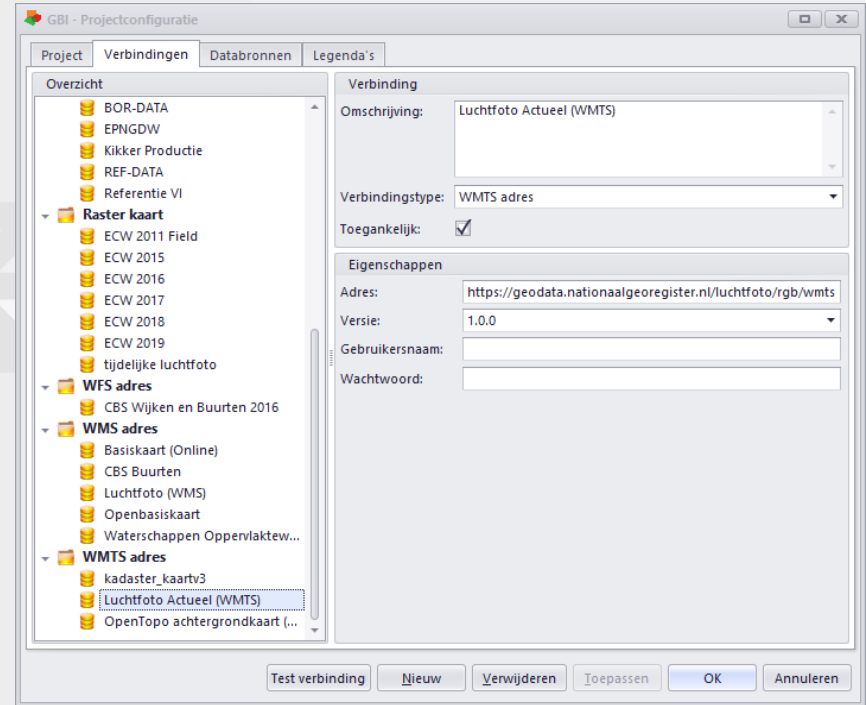 GBI - Projectconfiguratie
Project Verbindingen Databronnen Legenda's
Overzicht
BOR-DATA
EPNGDW
Kikker Productie
REF-DATA
Referentie VI
Raster kaart
ECW 2011 Field
ECW 2015
ECW 2016
ECW 2017
ECW 2018
ECW 2019
tijdelijke luchtfoto
WFS adres
CBS Wijken en Buurten 2016
WMS adres
Basiskaart (Online)
CBS Buurten
Luchtfoto (WMS)
Openbasiskaart
Waterschappen Oppervlaktew...
WMTS adres
kadaster_kaartv3
Luchtfoto Actueel (WMTS)
OpenTopo achtergrondkaart (...
Verbinding
Omschrijving: Luchtfoto Actueel (WMTS)
Verbindingstype: WMTS adres
Toegankelijk:
Eigenschappen
Adres: https://geodata.nationaalgeoregister.nl/luchtfoto/rgb/wmts
Versie: 1.0.0
Gebruikersnaam:
Wachtwoord:
Test verbinding Nieuw Verwijderen Toepassen OK Annuleren